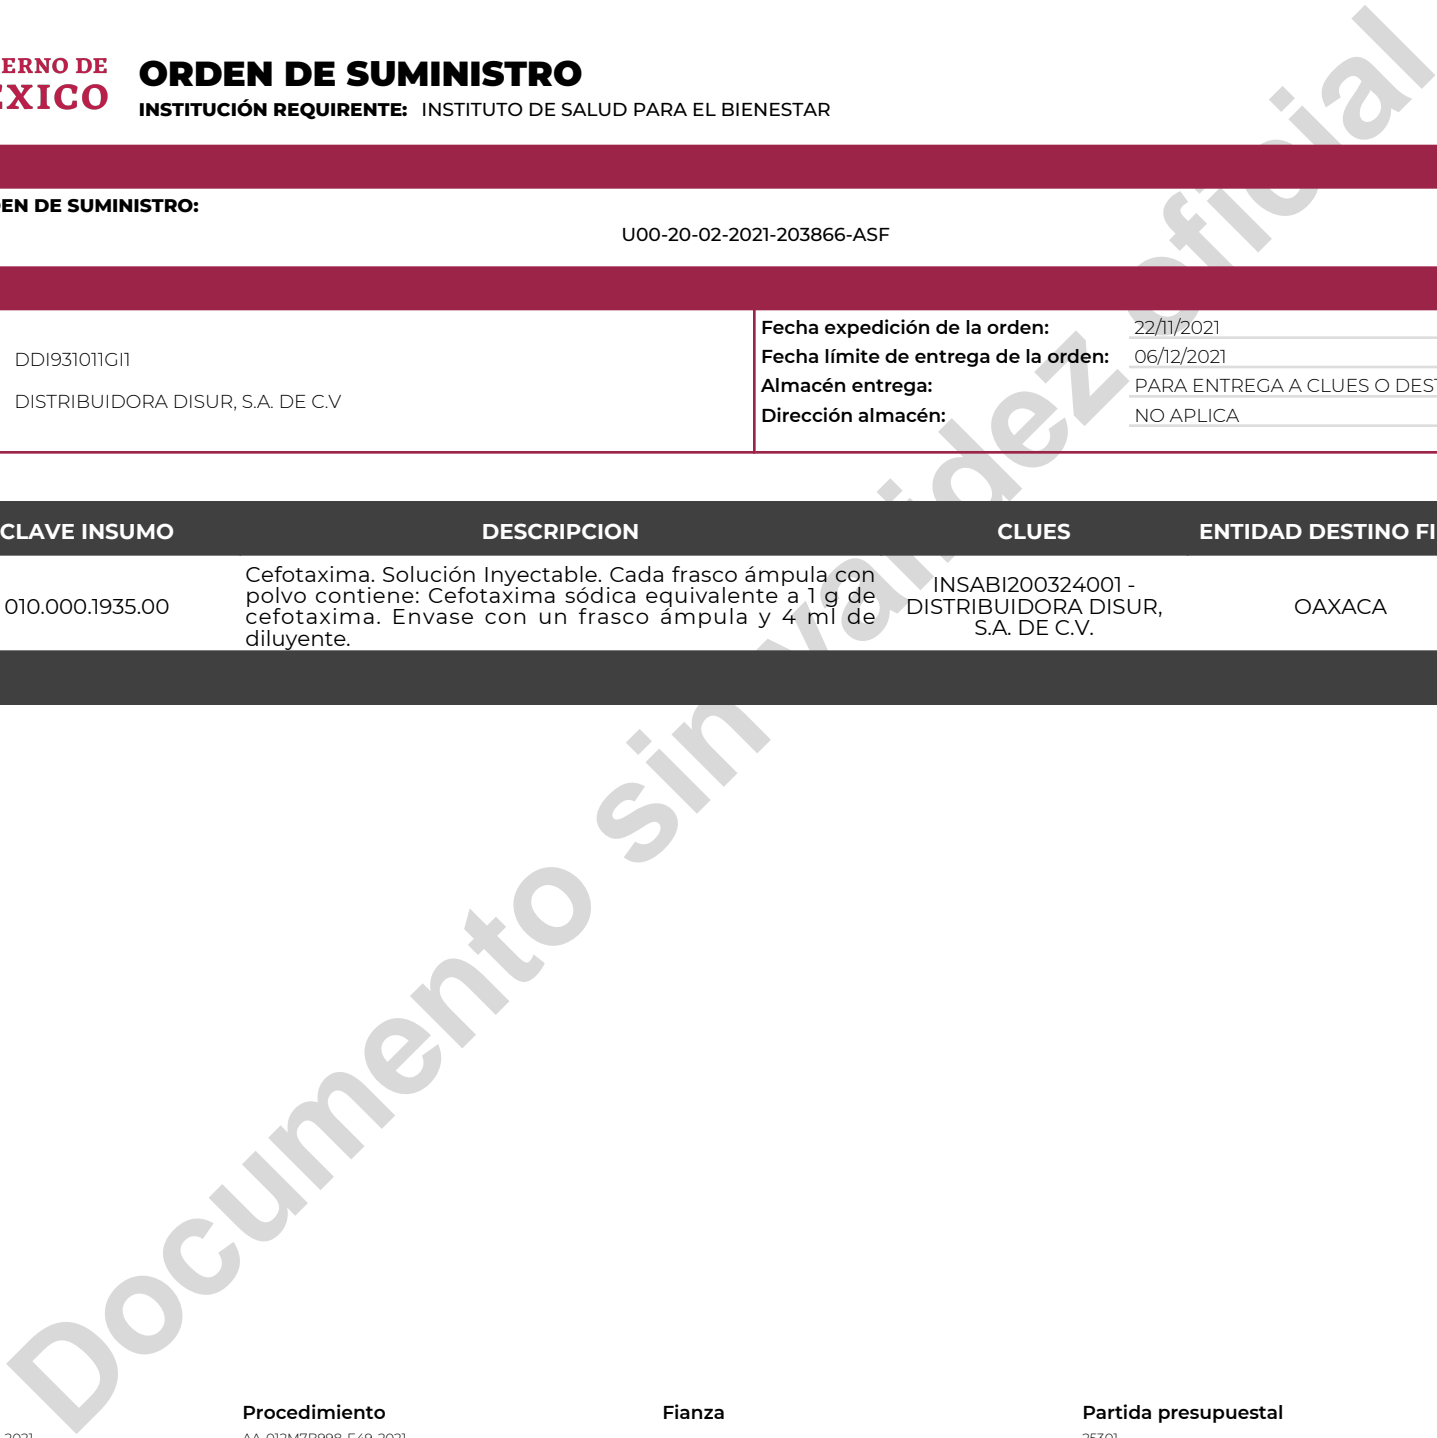 ERNO DE
EXICO
ORDEN DE SUMINISTRO
INSTITUCIÓN REQUIRENTE: INSTITUTO DE SALUD PARA EL BIENESTAR
EN DE SUMINISTRO:
U00-20-02-2021-203866-ASF
DDI931011GI1
DISTRIBUIDORA DISUR, S.A. DE C.V
Fecha expedición de la orden: 22/11/2021
Fecha límite de entrega de la orden: 06/12/2021
Almacén entrega: PARA ENTREGA A CLUES O DEST
Dirección almacén: NO APLICA
CLAVE INSUMO DESCRIPCION CLUES ENTIDAD DESTINO FI
010.000.1935.00
Cefotaxima. Solución Inyectable. Cada frasco ámpula con
polvo contiene: Cefotaxima sódica equivalente a 1 g de
cefotaxima. Envase con un frasco ámpula y 4 ml de
diluyente.
INSABI200324001 -
DISTRIBUIDORA DISUR,
S.A. DE C.V.
OAXACA
Documento sin validez oficial
Procedimiento Fianza Partida presupuestal